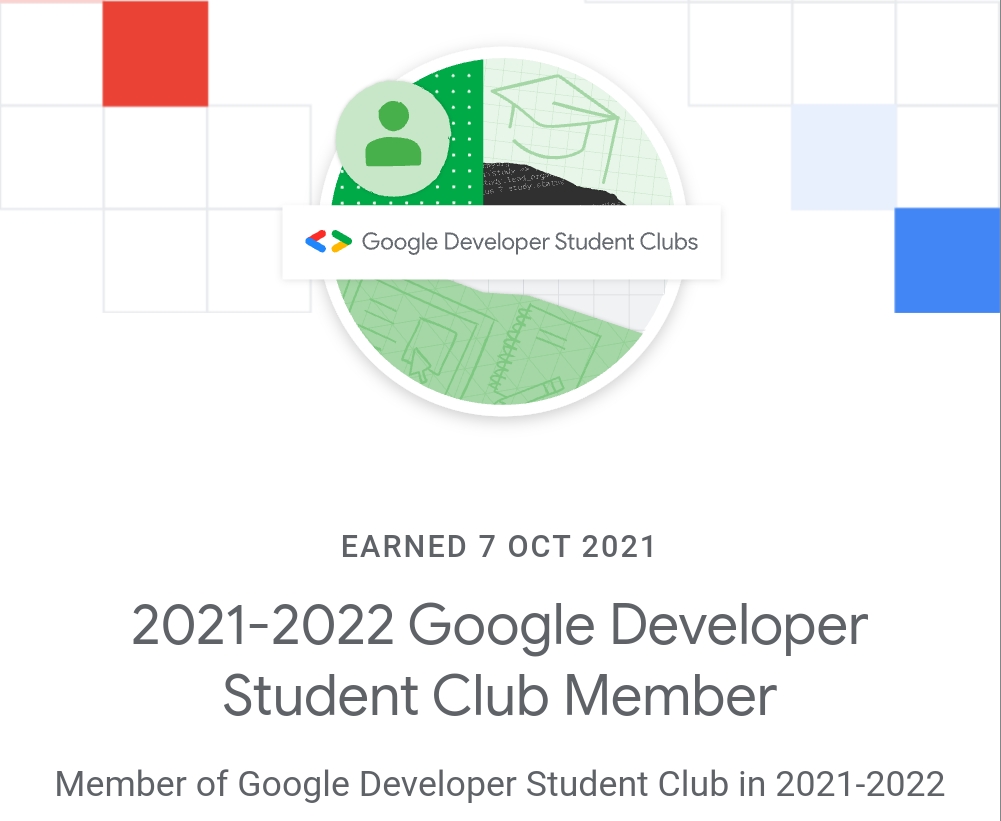 Google Developer Student Clubs
EARNED 7 OCT 2021
2021-2022 Google Developer
Student Club Member
Member of Google Developer Student Club in 2021-2022